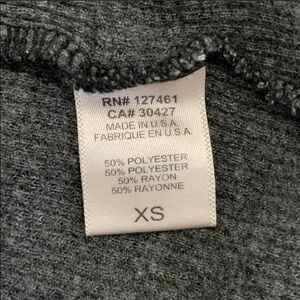 RN# 127461
CA# 30427
MADE IN U.S.A.
FABRIQUE EN U.S.A.
50% POLYESTER
50% POLYESTER
50% RAYON
50% RAYONNE
XS